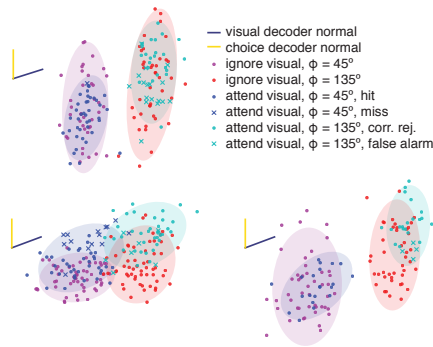 visual decoder normal
choice decoder normal
ignore visual, φ = 45º
ignore visual, φ = 135º
attend visual, φ = 45º, hit
attend visual, φ = 45º, miss
attend visual, φ = 135º, corr. rej.
attend visual, φ = 135º, false alarm